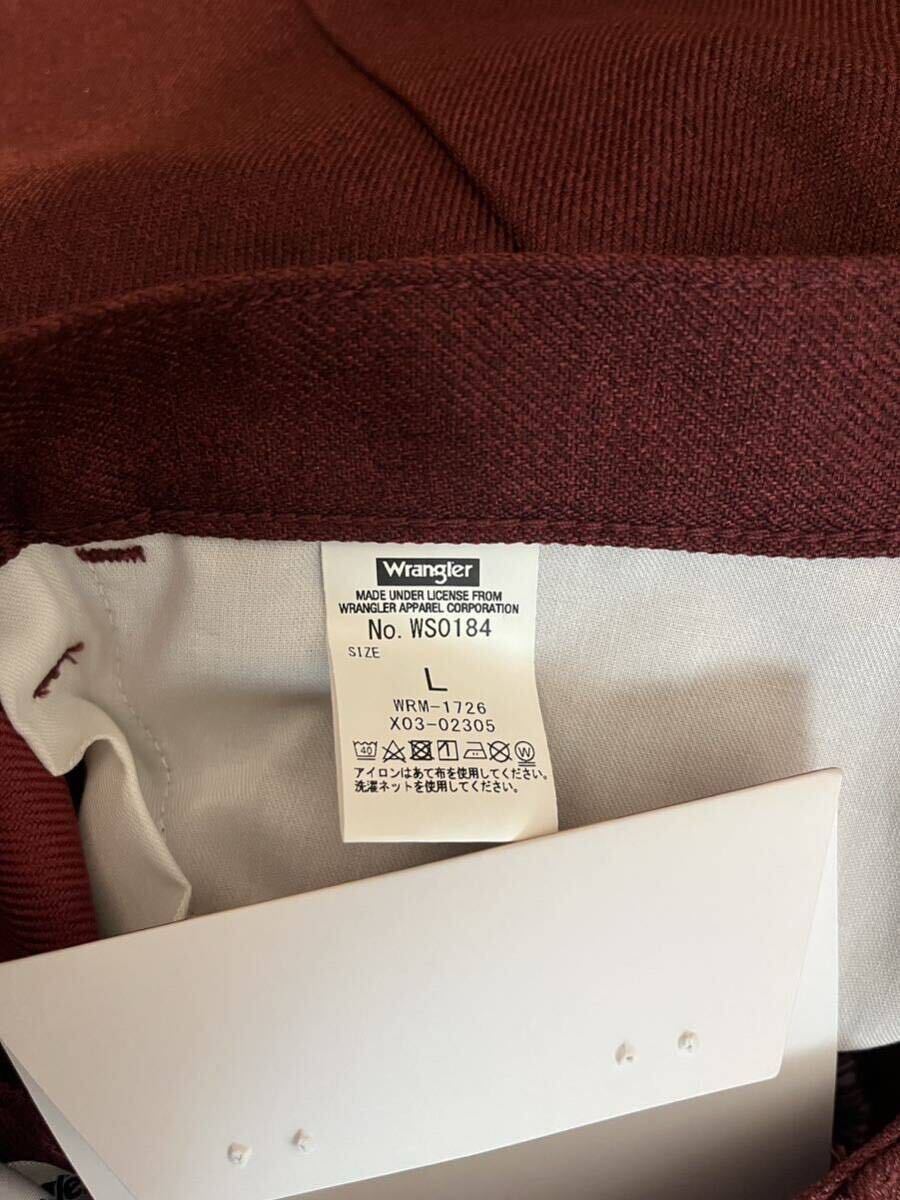 Wrangler
MADE UNDER LICENSE FROM
WRANGLER APPAREL CORPORATION
No. WS0184
SIZE
L
WRM-1726
X03-02305
40 W
アイロンはあて布を使用してください。
洗濯ネットを使用してください。